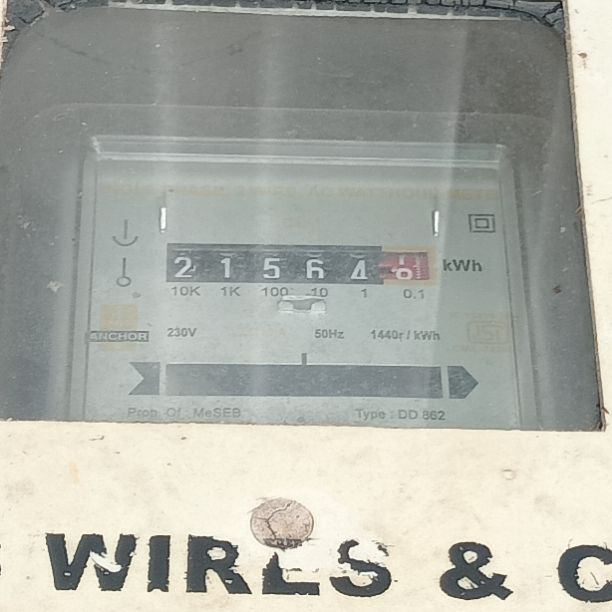 2 1 5 6 4 8 kWh
10K 1K 100 10 1 0.1
ANCHOR 230V 50Hz 1440r / kWh
Prop. Of : MeSEB Type : DD 862
WIRES & C